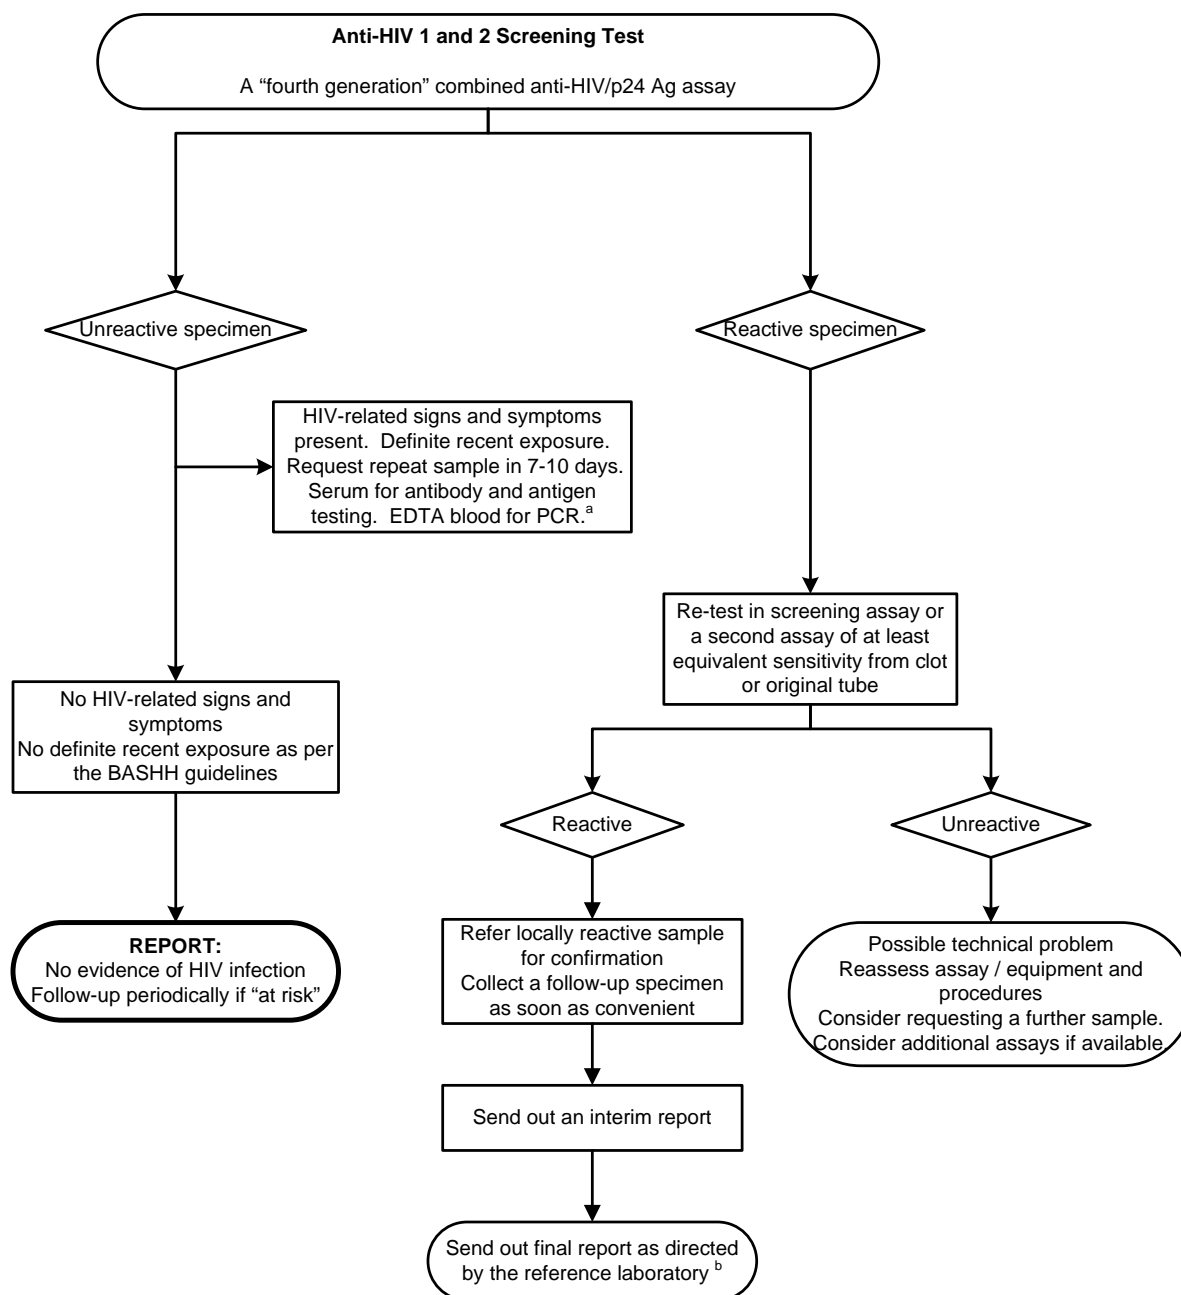 Anti-HIV 1 and 2 Screening Test
A “fourth generation” combined anti-HIV/p24 Ag assay
Unreactive specimen
Reactive specimen
HIV-related signs and symptoms
present.  Definite recent exposure.
Request repeat sample in 7-10 days.
Serum for antibody and antigen
testing.  EDTA blood for PCR.a
Re-test in screening assay or
a second assay of at least
equivalent sensitivity from clot
or original tube
No HIV-related signs and
symptoms
No definite recent exposure as per
the BASHH guidelines
Reactive
Unreactive
REPORT:
No evidence of HIV infection
Follow-up periodically if “at risk”
Refer locally reactive sample
for confirmation
Collect a follow-up specimen
as soon as convenient
Possible technical problem
Reassess assay / equipment and
procedures
Consider requesting a further sample.
Consider additional assays if available.
Send out an interim report
Send out final report as directed
by the reference laboratory b